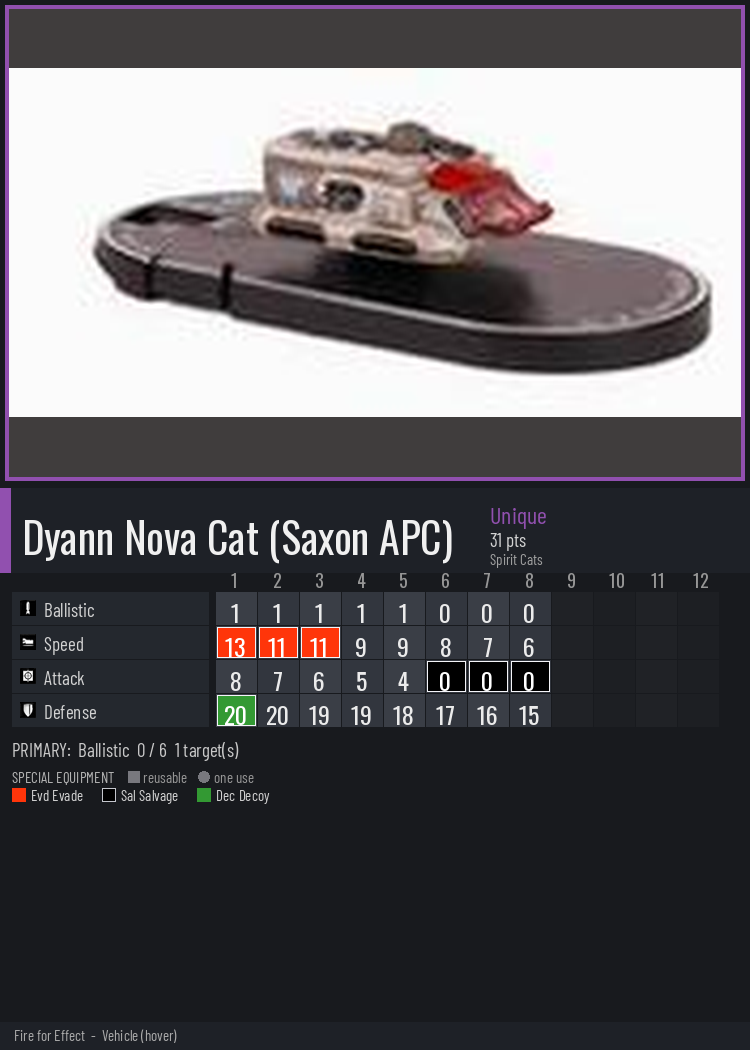 Dyann Nova Cat (Saxon APC)
Unique
31 pts
Spirit Cats
1 2 3 4 5 6 7 8 9 10 11 12
Ballistic 1 1 1 1 1 0 0 0
Speed 13 11 11 9 9 8 7 6
Attack 8 7 6 5 4 0 0 0
Defense 20 20 19 19 18 17 16 15
PRIMARY: Ballistic 0 / 6 1 target(s)
SPECIAL EQUIPMENT reusable one use
Evd Evade Sal Salvage Dec Decoy
Fire for Effect - Vehicle (hover)